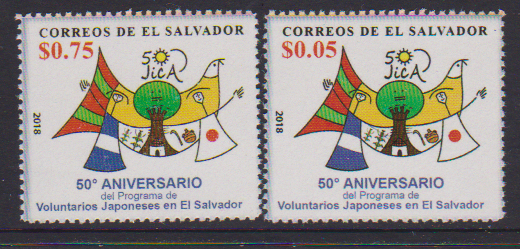 CORREOS DE EL SALVADOR
$0.75
50
JICA
2018
50° ANIVERSARIO
del Programa de
Voluntarios Japoneses en El Salvador
CORREOS DE EL SALVADOR
$0.05
50
JICA
2018
50° ANIVERSARIO
del Programa de
Voluntarios Japoneses en El Salvador